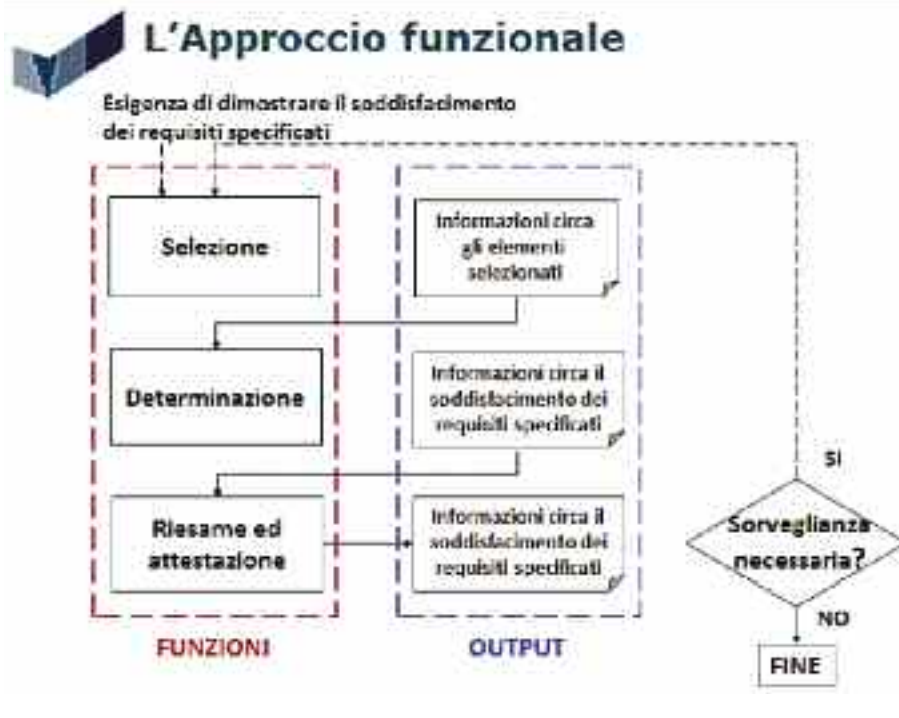 L'Approccio funzionale
Esigenza di dimostrare il soddisfacimento
dei requisiti specificati
Selezione
Informazioni circa
gli elementi
selezionati
Determinazione
Informazioni circa il
soddisfacimento dei
requisiti specificati
Riesame ed
attestazione
Informazioni circa il
soddisfacimento dei
requisiti specificati
SI
Sorveglianza
necessaria?
NO
FINE
FUNZIONI
OUTPUT